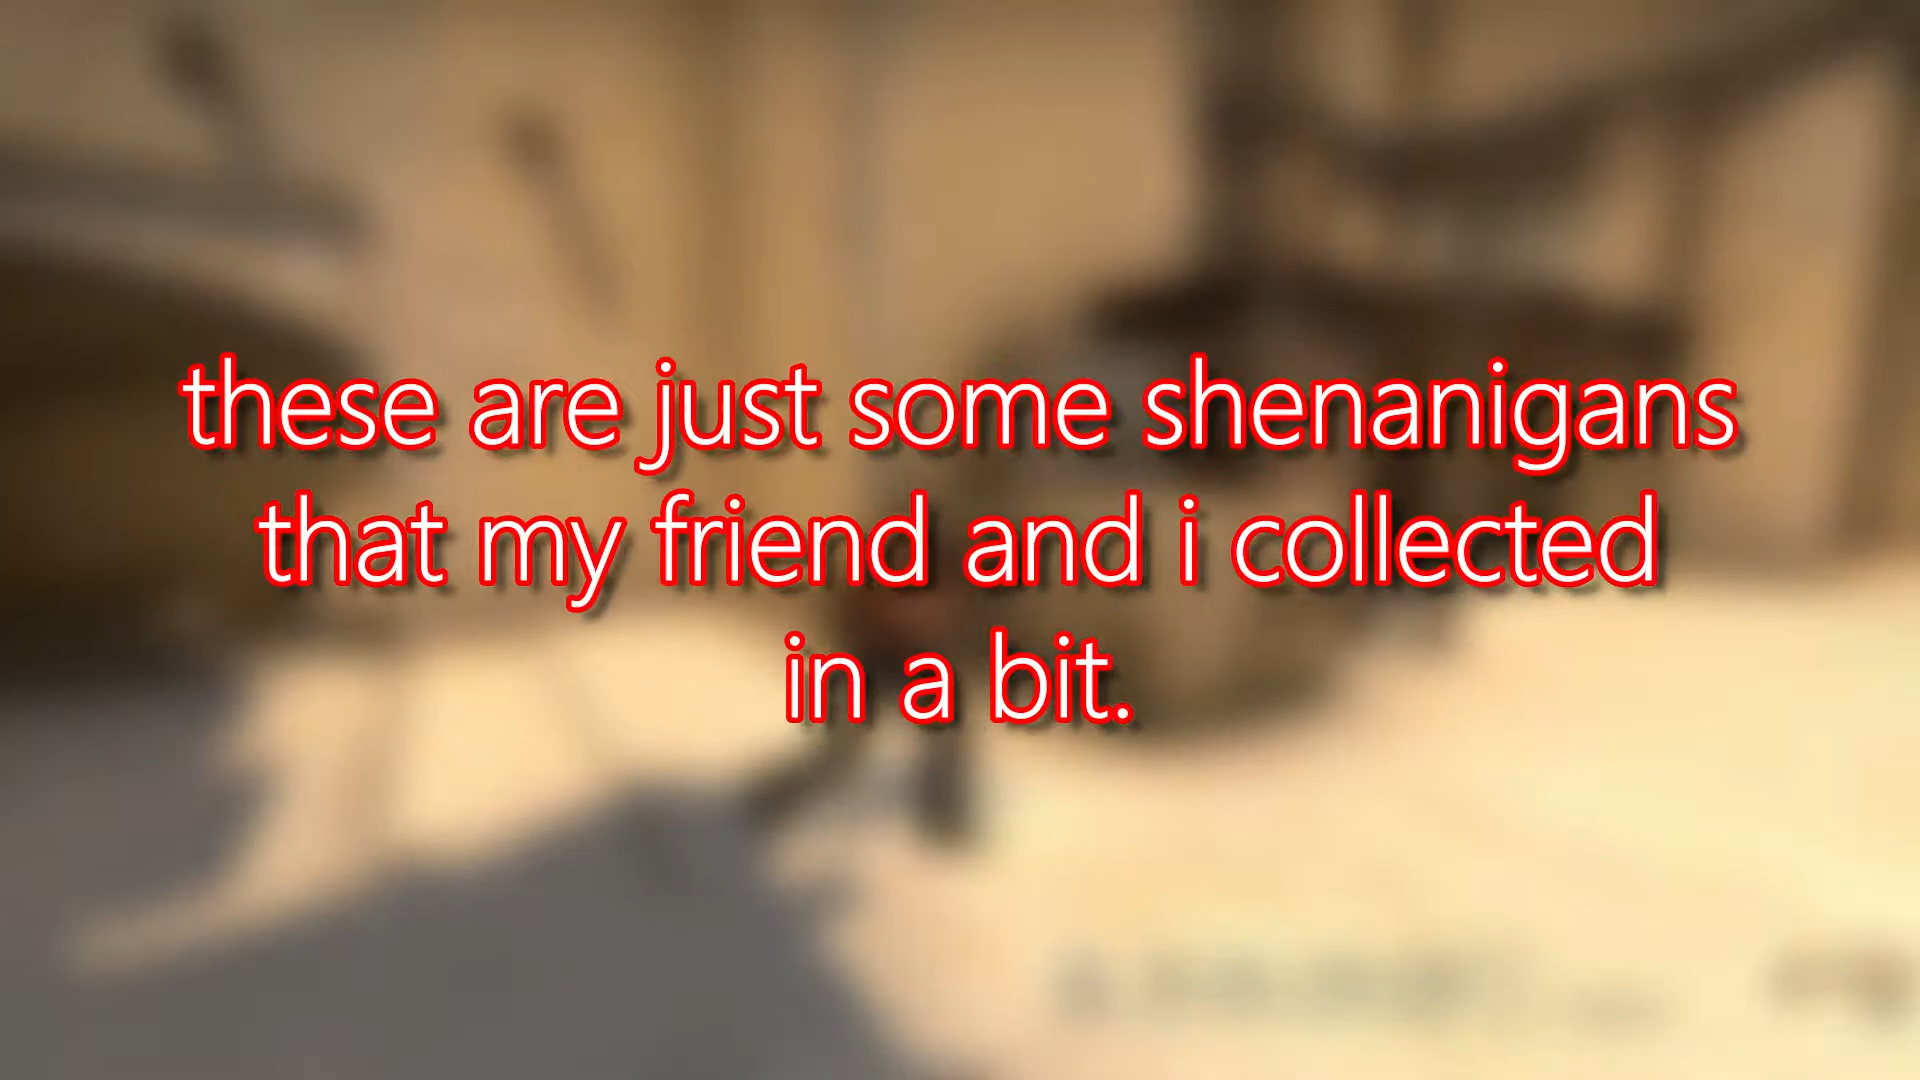 these are just some shenanigans
that my friend and i collected
in a bit.